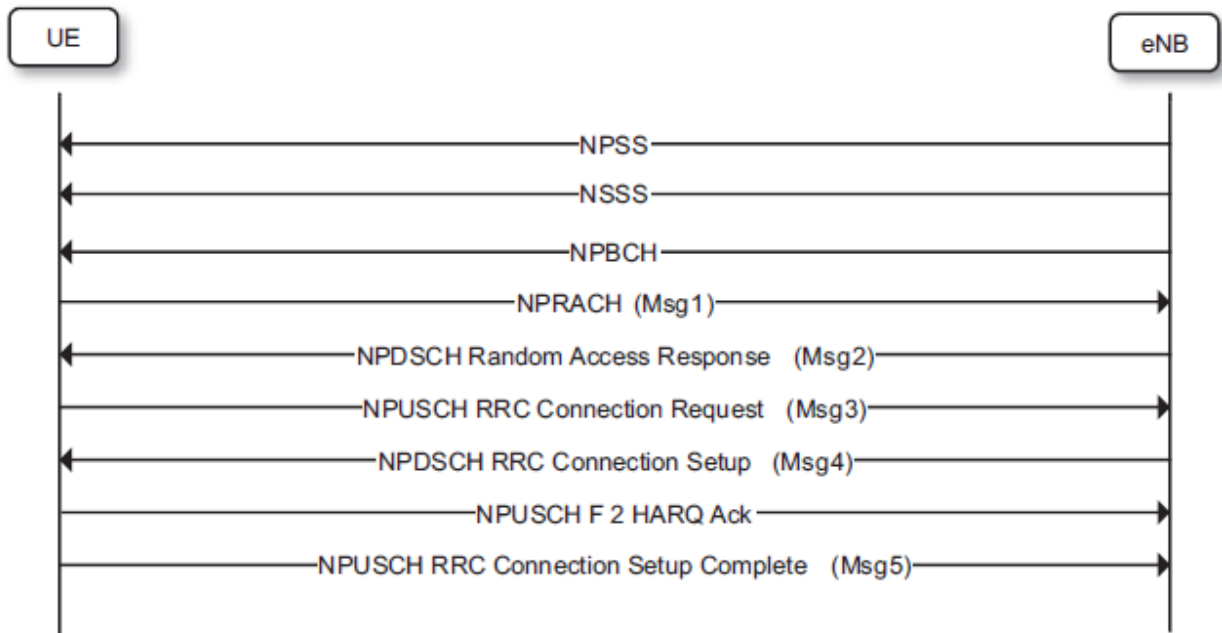 UE
eNB
NPSS
NSSS
NPBCH
NPRACH (Msg1)
NPDSCH Random Access Response (Msg2)
NPUSCH RRC Connection Request (Msg3)
NPDSCH RRC Connection Setup (Msg4)
NPUSCH F 2 HARQ Ack
NPUSCH RRC Connection Setup Complete (Msg5)